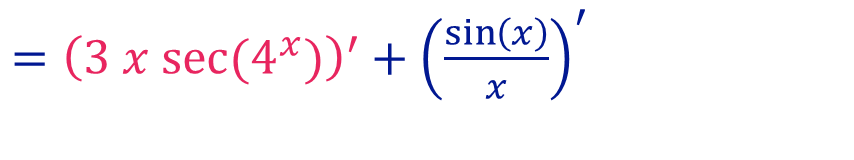 = (3 x sec(4^x))′ + (sin(x)/x)′